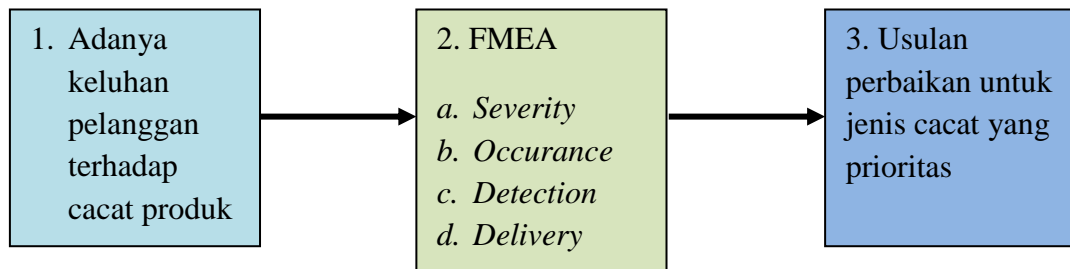 1. Adanya
keluhan
pelanggan
terhadap
cacat produk
2. FMEA
a. Severity
b. Occurance
c. Detection
d. Delivery
3. Usulan
perbaikan untuk
jenis cacat yang
prioritas